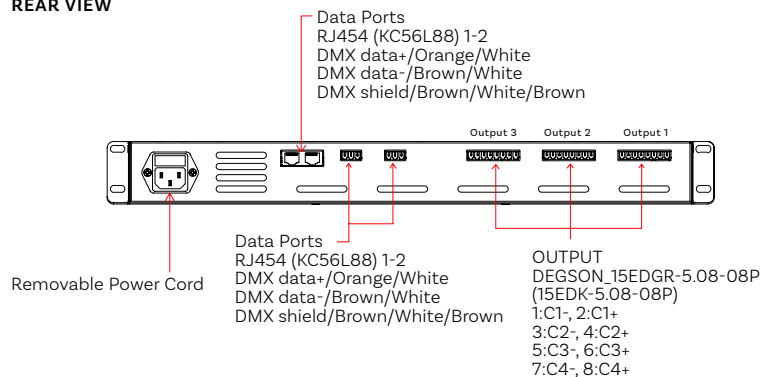 REAR VIEW
Data Ports
RJ454 (KC56L88) 1-2
DMX data+/Orange/White
DMX data-/Brown/White
DMX shield/Brown/White/Brown
Output 3
Output 2
Output 1
Removable Power Cord
Data Ports
RJ454 (KC56L88) 1-2
DMX data+/Orange/White
DMX data-/Brown/White
DMX shield/Brown/White/Brown
OUTPUT
DEGSON_15EDGR-5.08-08P
(15EDK-5.08-08P)
1:C1-, 2:C1+
3:C2-, 4:C2+
5:C3-, 6:C3+
7:C4-, 8:C4+